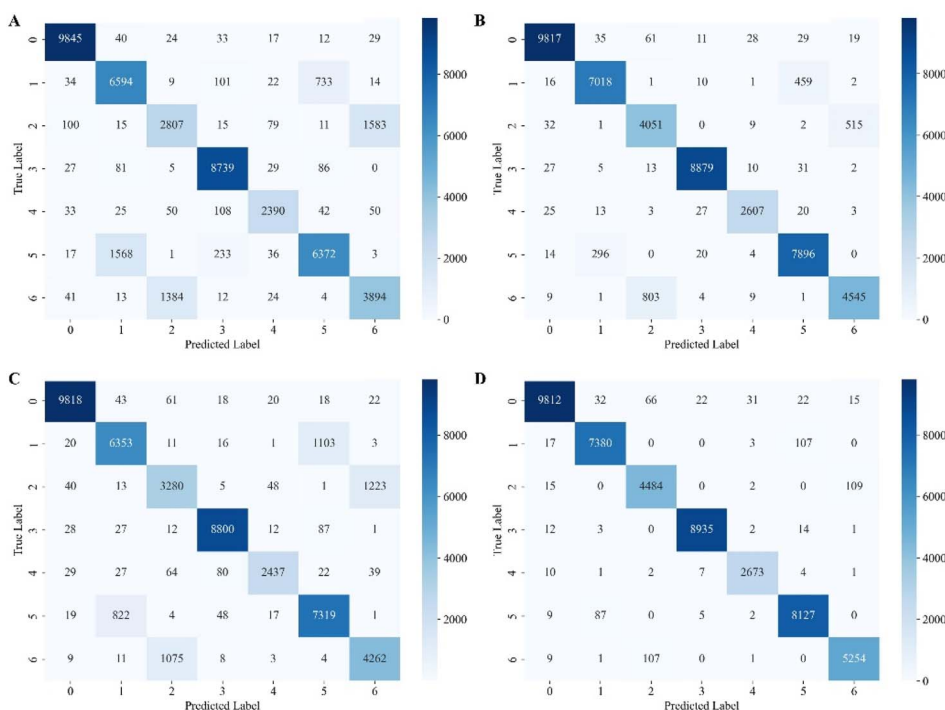 A
B
0 9845 40 24 33 17 12 29
1 34 6594 9 101 22 733 14
2 100 15 2807 15 79 11 1583
3 27 81 5 8739 29 86 0
4 33 25 50 108 2390 42 50
5 17 1568 1 233 36 6372 3
6 41 13 1384 12 24 4 3894
0 1 2 3 4 5 6
True Label
Predicted Label
8000
6000
4000
2000
0
0 9817 35 61 11 28 29 19
1 16 7018 1 10 1 459 2
2 32 1 4051 0 9 2 515
3 27 5 13 8879 10 31 2
4 25 13 3 27 2607 20 3
5 14 296 0 20 4 7896 0
6 9 1 803 4 9 1 4545
0 1 2 3 4 5 6
True Label
Predicted Label
8000
6000
4000
2000
0
C
D
0 9818 43 61 18 20 18 22
1 20 6353 11 16 1 1103 3
2 40 13 3280 5 48 1 1223
3 28 27 12 8800 12 87 1
4 29 27 64 80 2437 22 39
5 19 822 4 48 17 7319 1
6 9 11 1075 8 3 4 4262
0 1 2 3 4 5 6
True Label
Predicted Label
8000
6000
4000
2000
0 9812 32 66 22 31 22 15
1 17 7380 0 0 3 107 0
2 15 0 4484 0 2 0 109
3 12 3 0 8935 2 14 1
4 10 1 2 7 2673 4 1
5 9 87 0 5 2 8127 0
6 9 1 107 0 1 0 5254
0 1 2 3 4 5 6
True Label
Predicted Label
8000
6000
4000
2000
0